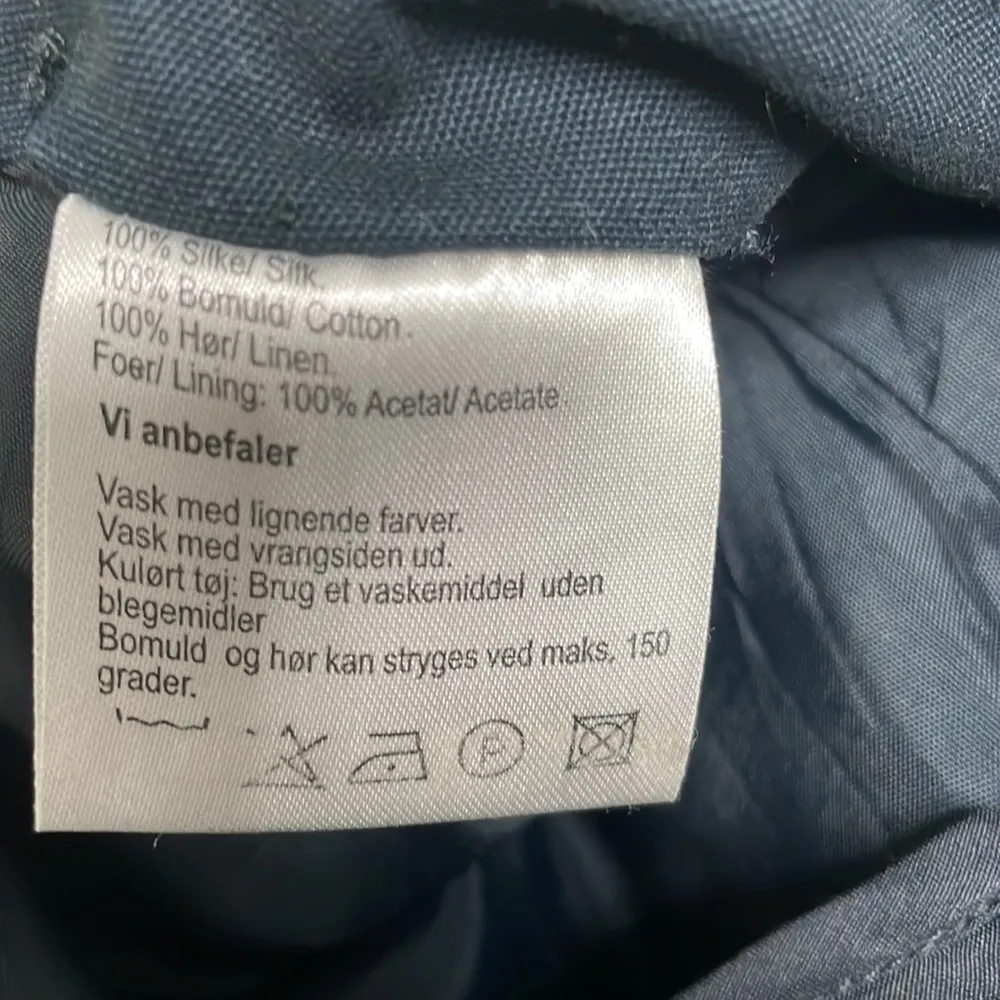 100% Silke/ Silk.
100% Bomuld/ Cotton.
100% Hør/ Linen.
Foer/ Lining: 100% Acetat/ Acetate.
Vi anbefaler
Vask med lignende farver.
Vask med vrangsiden ud.
Kulørt tøj: Brug et vaskemiddel uden
blegemidler
Bomuld og hør kan stryges ved maks. 150
grader.
P